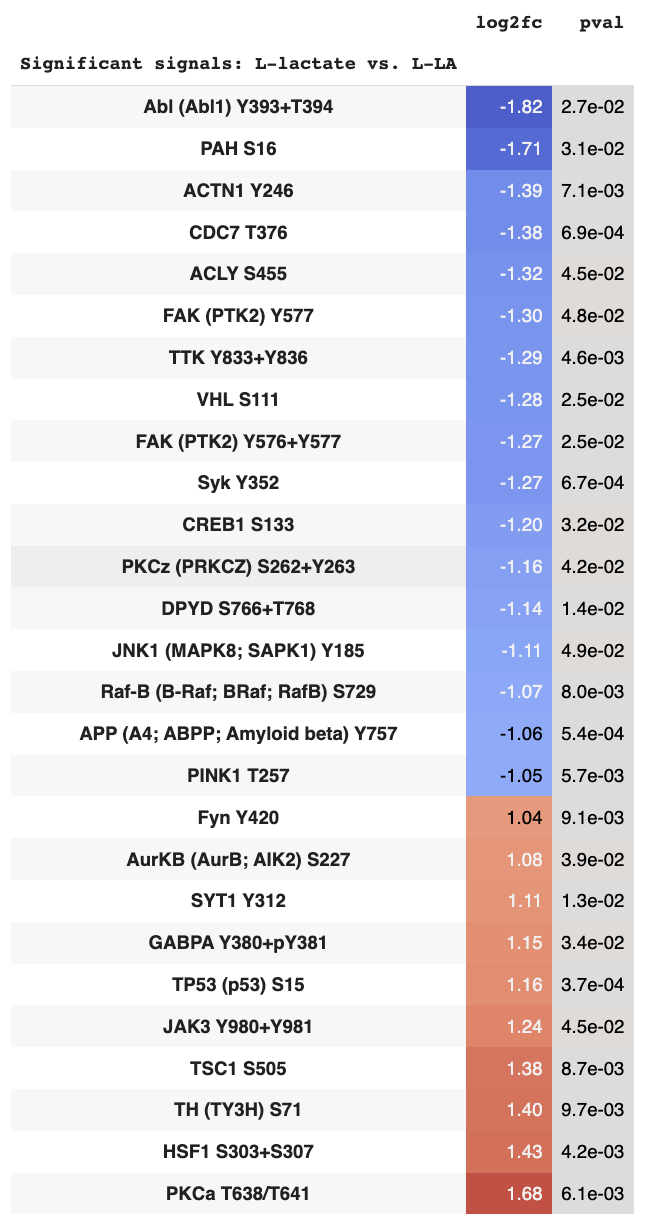 log2fc pval
Significant signals: L-lactate vs. L-LA
Abl (Abl1) Y393+T394 -1.82 2.7e-02
PAH S16 -1.71 3.1e-02
ACTN1 Y246 -1.39 7.1e-03
CDC7 T376 -1.38 6.9e-04
ACLY S455 -1.32 4.5e-02
FAK (PTK2) Y577 -1.30 4.8e-02
TTK Y833+Y836 -1.29 4.6e-03
VHL S111 -1.28 2.5e-02
FAK (PTK2) Y576+Y577 -1.27 2.5e-02
Syk Y352 -1.27 6.7e-04
CREB1 S133 -1.20 3.2e-02
PKCz (PRKCZ) S262+Y263 -1.16 4.2e-02
DPYD S766+T768 -1.14 1.4e-02
JNK1 (MAPK8; SAPK1) Y185 -1.11 4.9e-02
Raf-B (B-Raf; BRaf; RafB) S729 -1.07 8.0e-03
APP (A4; ABPP; Amyloid beta) Y757 -1.06 5.4e-04
PINK1 T257 -1.05 5.7e-03
Fyn Y420 1.04 9.1e-03
AurKB (AurB; AIK2) S227 1.08 3.9e-02
SYT1 Y312 1.11 1.3e-02
GABPA Y380+pY381 1.15 3.4e-02
TP53 (p53) S15 1.16 3.7e-04
JAK3 Y980+Y981 1.24 4.5e-02
TSC1 S505 1.38 8.7e-03
TH (TY3H) S71 1.40 9.7e-03
HSF1 S303+S307 1.43 4.2e-03
PKCa T638/T641 1.68 6.1e-03